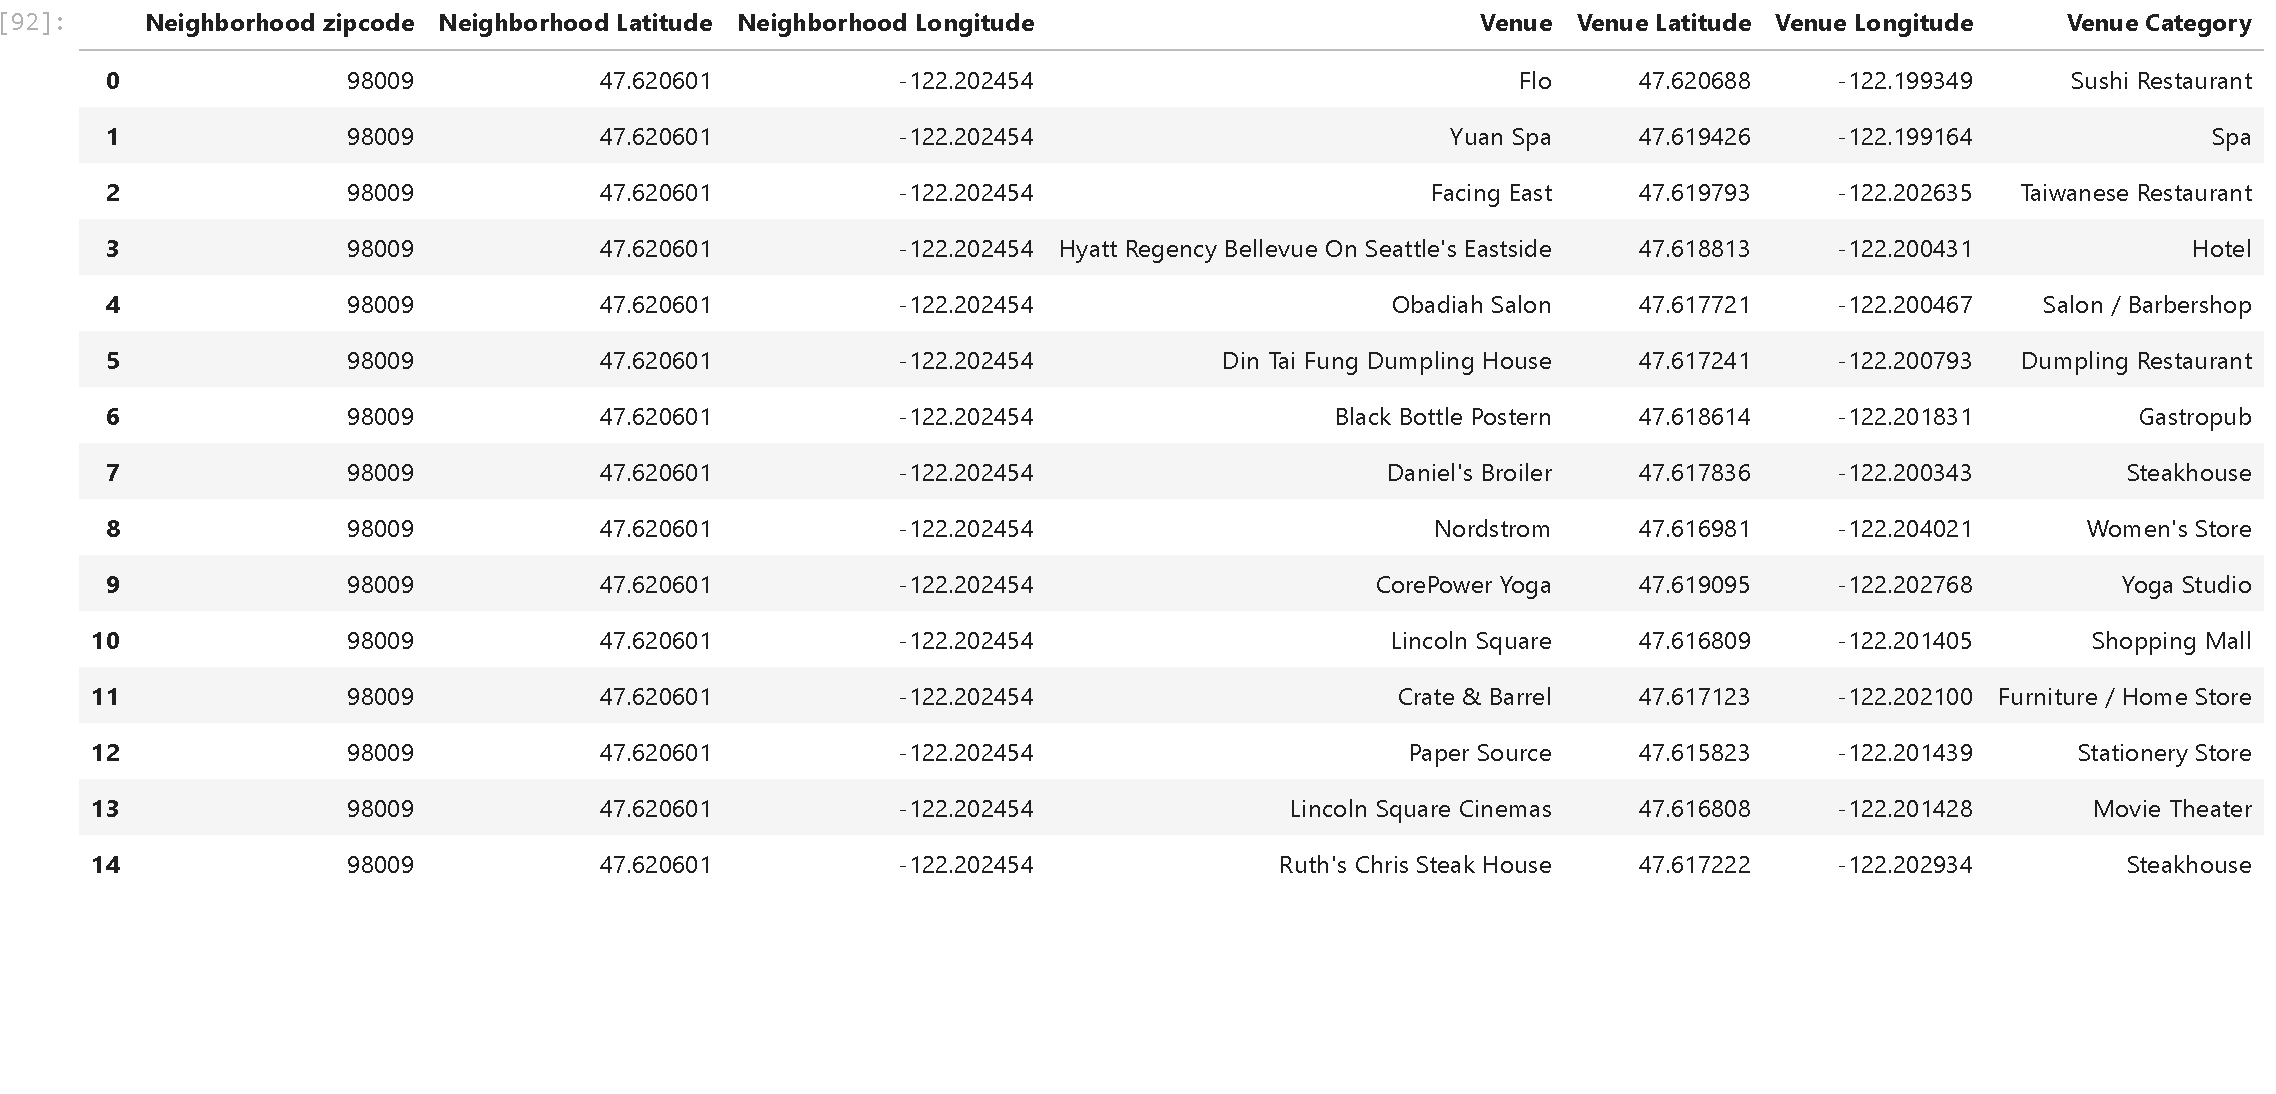 [92]:
Neighborhood zipcode Neighborhood Latitude Neighborhood Longitude Venue Venue Latitude Venue Longitude Venue Category
0 98009 47.620601 -122.202454 Flo 47.620688 -122.199349 Sushi Restaurant
1 98009 47.620601 -122.202454 Yuan Spa 47.619426 -122.199164 Spa
2 98009 47.620601 -122.202454 Facing East 47.619793 -122.202635 Taiwanese Restaurant
3 98009 47.620601 -122.202454 Hyatt Regency Bellevue On Seattle's Eastside 47.618813 -122.200431 Hotel
4 98009 47.620601 -122.202454 Obadiah Salon 47.617721 -122.200467 Salon / Barbershop
5 98009 47.620601 -122.202454 Din Tai Fung Dumpling House 47.617241 -122.200793 Dumpling Restaurant
6 98009 47.620601 -122.202454 Black Bottle Postern 47.618614 -122.201831 Gastropub
7 98009 47.620601 -122.202454 Daniel's Broiler 47.617836 -122.200343 Steakhouse
8 98009 47.620601 -122.202454 Nordstrom 47.616981 -122.204021 Women's Store
9 98009 47.620601 -122.202454 CorePower Yoga 47.619095 -122.202768 Yoga Studio
10 98009 47.620601 -122.202454 Lincoln Square 47.616809 -122.201405 Shopping Mall
11 98009 47.620601 -122.202454 Crate & Barrel 47.617123 -122.202100 Furniture / Home Store
12 98009 47.620601 -122.202454 Paper Source 47.615823 -122.201439 Stationery Store
13 98009 47.620601 -122.202454 Lincoln Square Cinemas 47.616808 -122.201428 Movie Theater
14 98009 47.620601 -122.202454 Ruth's Chris Steak House 47.617222 -122.202934 Steakhouse